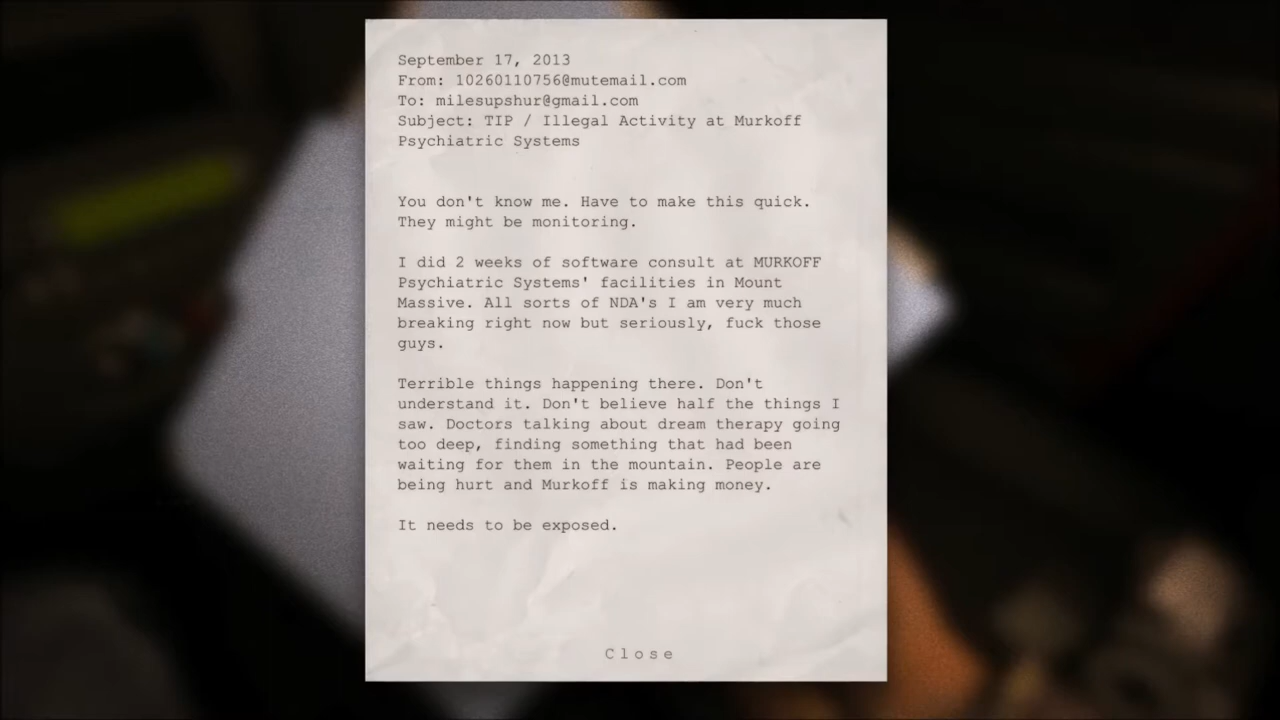 September 17, 2013
From: 10260110756@mutemail.com
To: milesupshur@gmail.com
Subject: TIP / Illegal Activity at Murkoff
Psychiatric Systems
You don't know me. Have to make this quick.
They might be monitoring.
I did 2 weeks of software consult at MURKOFF
Psychiatric Systems' facilities in Mount
Massive. All sorts of NDA's I am very much
breaking right now but seriously, fuck those
guys.
Terrible things happening there. Don't
understand it. Don't believe half the things I
saw. Doctors talking about dream therapy going
too deep, finding something that had been
waiting for them in the mountain. People are
being hurt and Murkoff is making money.
It needs to be exposed.
Close